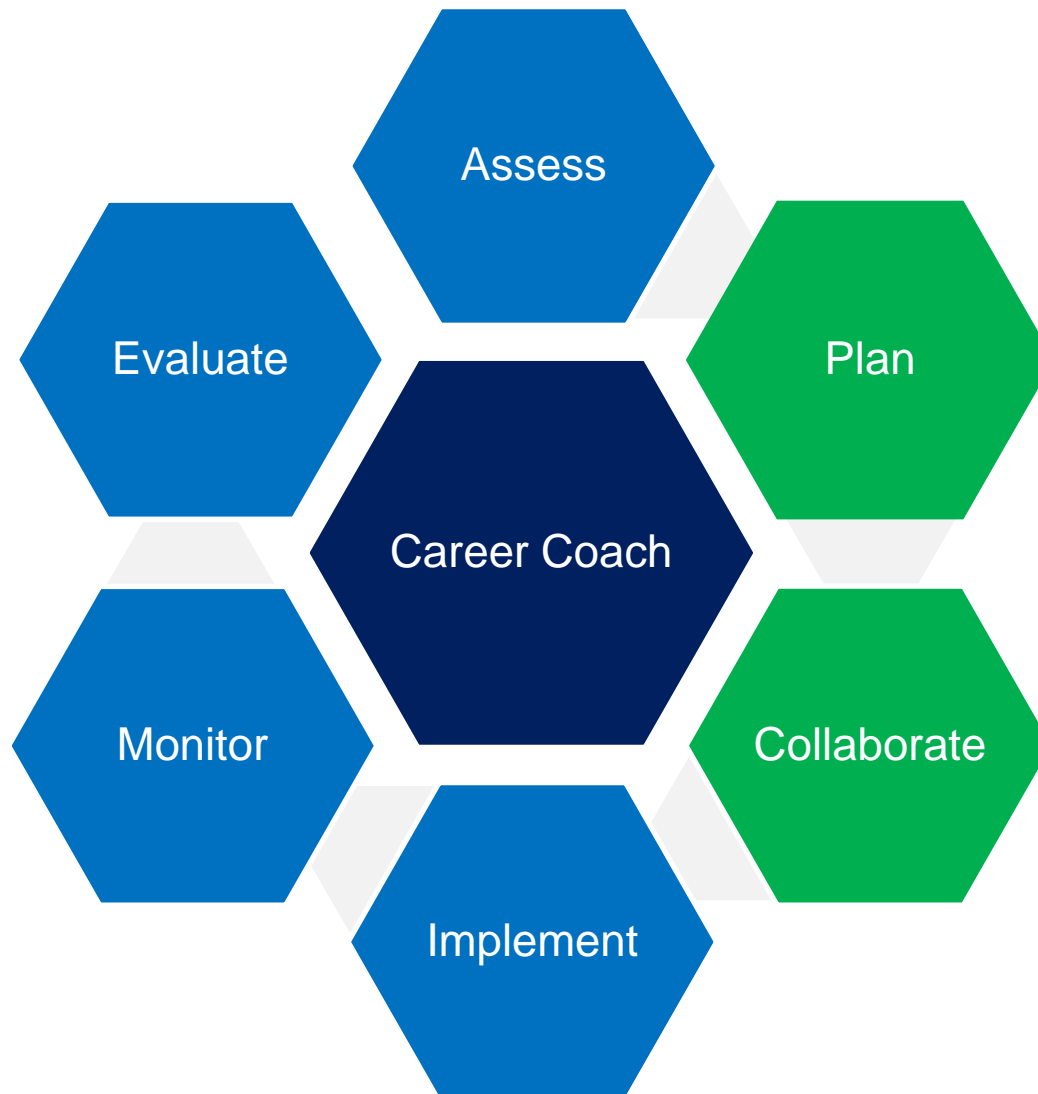 Assess
Plan
Evaluate
Career Coach
Collaborate
Monitor
Implement